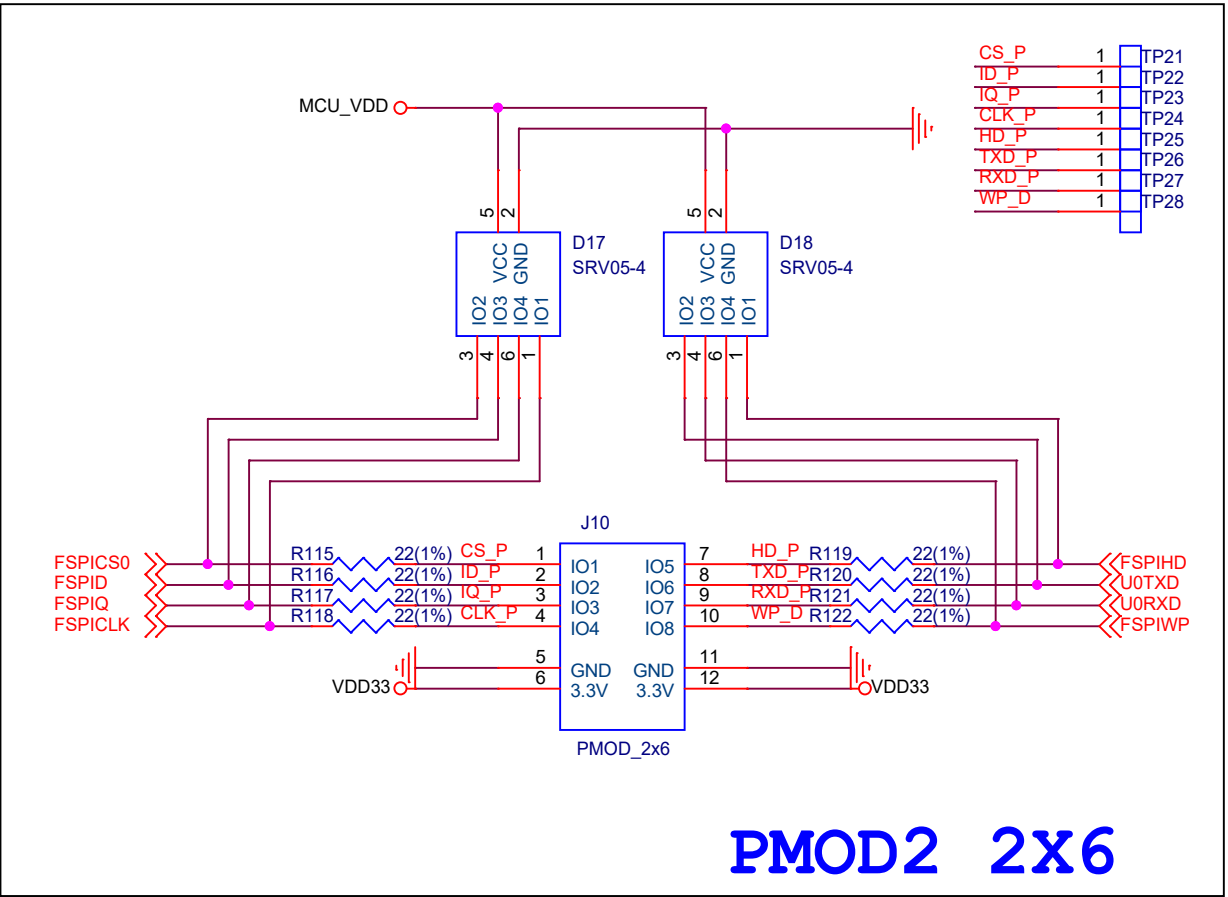 CS_P 1 TP21
ID_P 1 TP22
IQ_P 1 TP23
CLK_P 1 TP24
HD_P 1 TP25
TXD_P 1 TP26
RXD_P 1 TP27
WP_D 1 TP28
MCU_VDD
5 2
D17
SRV05-4
VCC GND
IO2 IO3 IO4 IO1
3 4 6 1
5 2
D18
SRV05-4
VCC GND
IO2 IO3 IO4 IO1
3 4 6 1
J10
FSPICS0 R115 22(1%) CS_P 1 IO1 IO5 7 HD_P R119 22(1%) FSPIHD
FSPID R116 22(1%) ID_P 2 IO2 IO6 8 TXD_P R120 22(1%) U0TXD
FSPIQ R117 22(1%) IQ_P 3 IO3 IO7 9 RXD_P R121 22(1%) U0RXD
FSPICLK R118 22(1%) CLK_P 4 IO4 IO8 10 WP_D R122 22(1%) FSPIWP
5 GND GND 11
VDD33 6 3.3V 3.3V 12 VDD33
PMOD_2x6
PMOD2 2X6